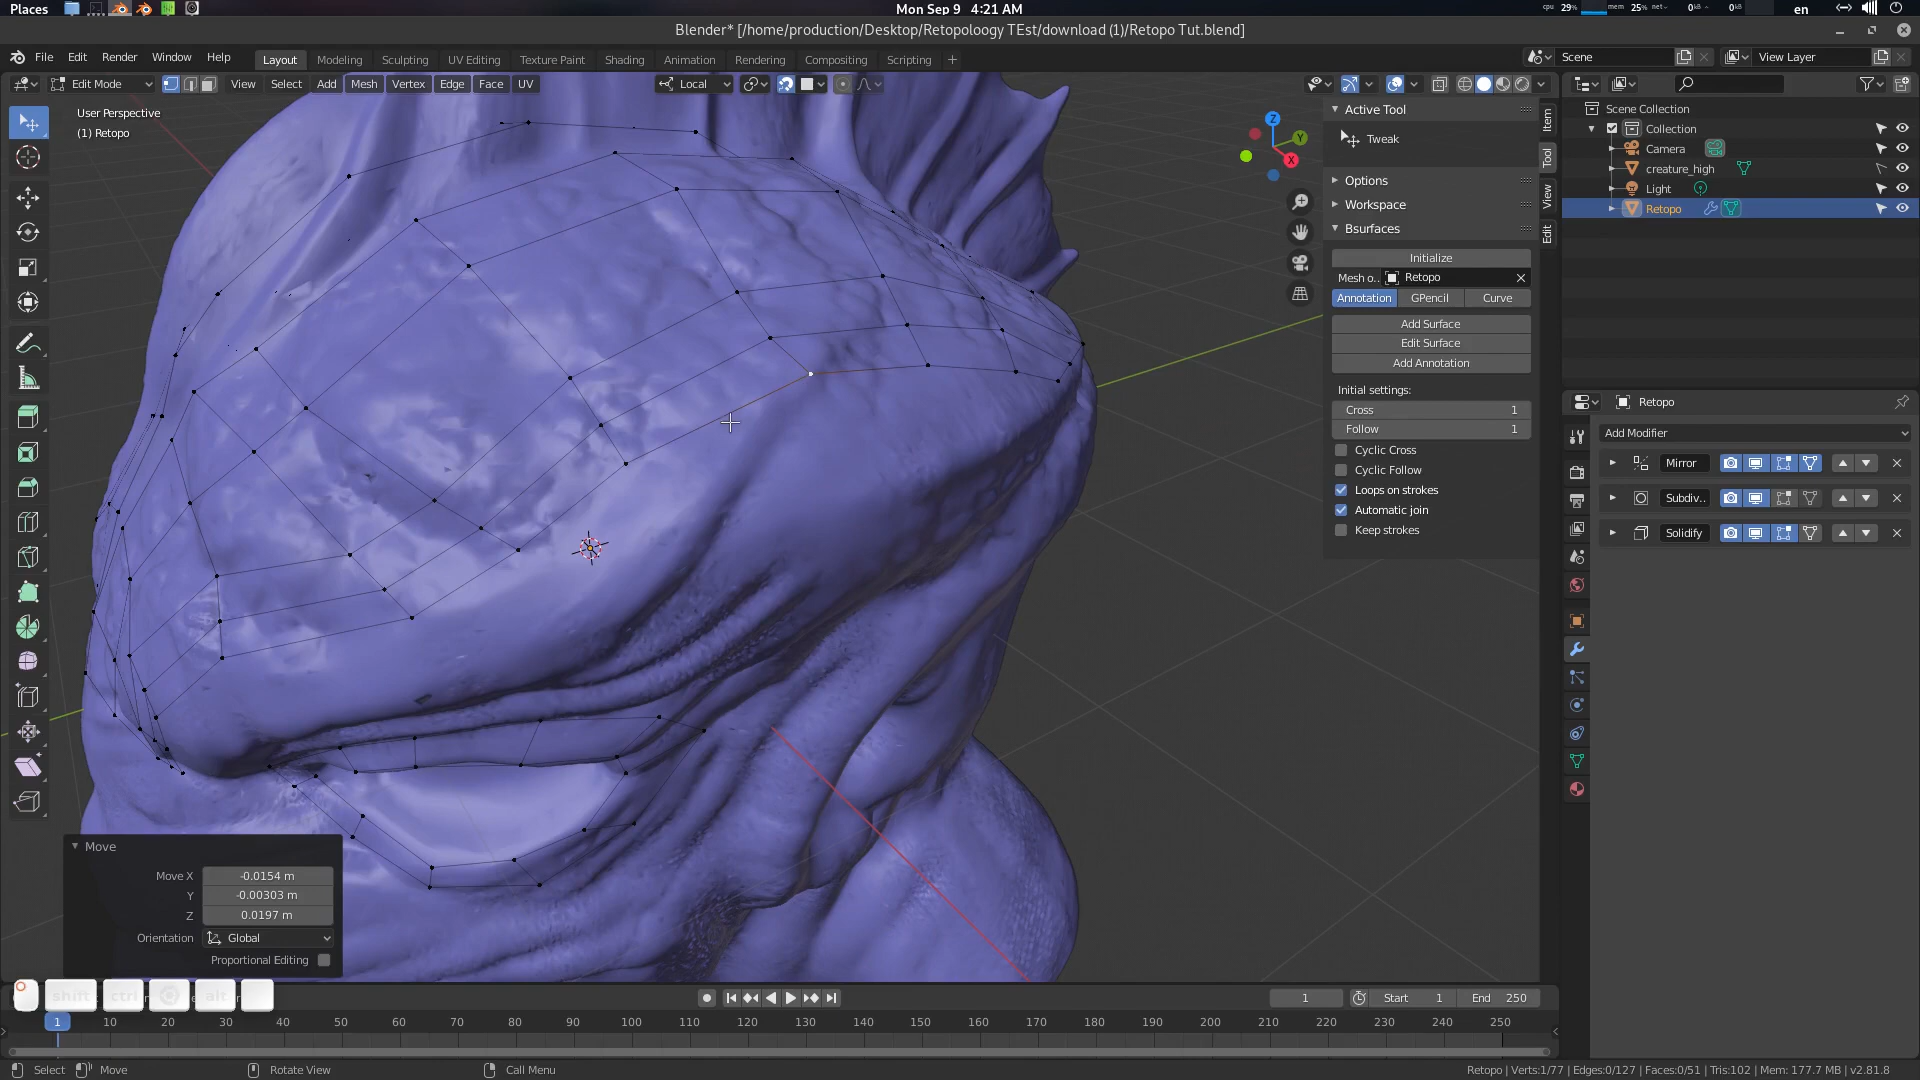 Places Mon Sep 9 4:21 AM cpu 29% mem 25% net 0kB 0kB en
Blender* [/home/production/Desktop/Retopoloogy TEst/download (1)/Retopo Tut.blend]
File Edit Render Window Help Layout Modeling Sculpting UV Editing Texture Paint Shading Animation Rendering Compositing Scripting + Scene View Layer
Edit Mode View Select Add Mesh Vertex Edge Face UV Local
User Perspective
(1) Retopo
Z
Y
X
Active Tool
Tweak
Options
Workspace
Bsurfaces
Initialize
Mesh o.. Retopo
Annotation GPencil Curve
Add Surface
Edit Surface
Add Annotation
Initial settings:
Cross 1
Follow 1
Cyclic Cross
Cyclic Follow
Loops on strokes
Automatic join
Keep strokes
Item
Tool
View
Edit
Scene Collection
Collection
Camera
creature_high
Light
Retopo
Retopo
Add Modifier
Mirror
Subdiv..
Solidify
Move
Move X -0.0154 m
Y -0.00303 m
Z 0.0197 m
Orientation Global
Proportional Editing
shift ctrl alt
1 Start 1 End 250
1 10 20 30 40 50 60 70 80 90 100 110 120 130 140 150 160 170 180 190 200 210 220 230 240 250
Select Move Rotate View Call Menu Retopo | Verts:1/77 | Edges:0/127 | Faces:0/51 | Tris:102 | Mem: 177.7 MB | v2.81.8